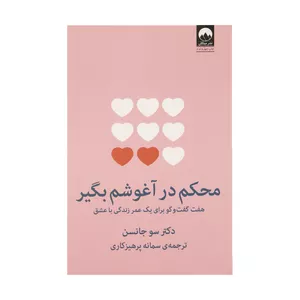 محکم در آغوشم بگیر
هفت گفت‌وگو برای یک عمر زندگی با عشق
دکتر سو جانسن
ترجمه‌ی سمانه پرهیزکاری